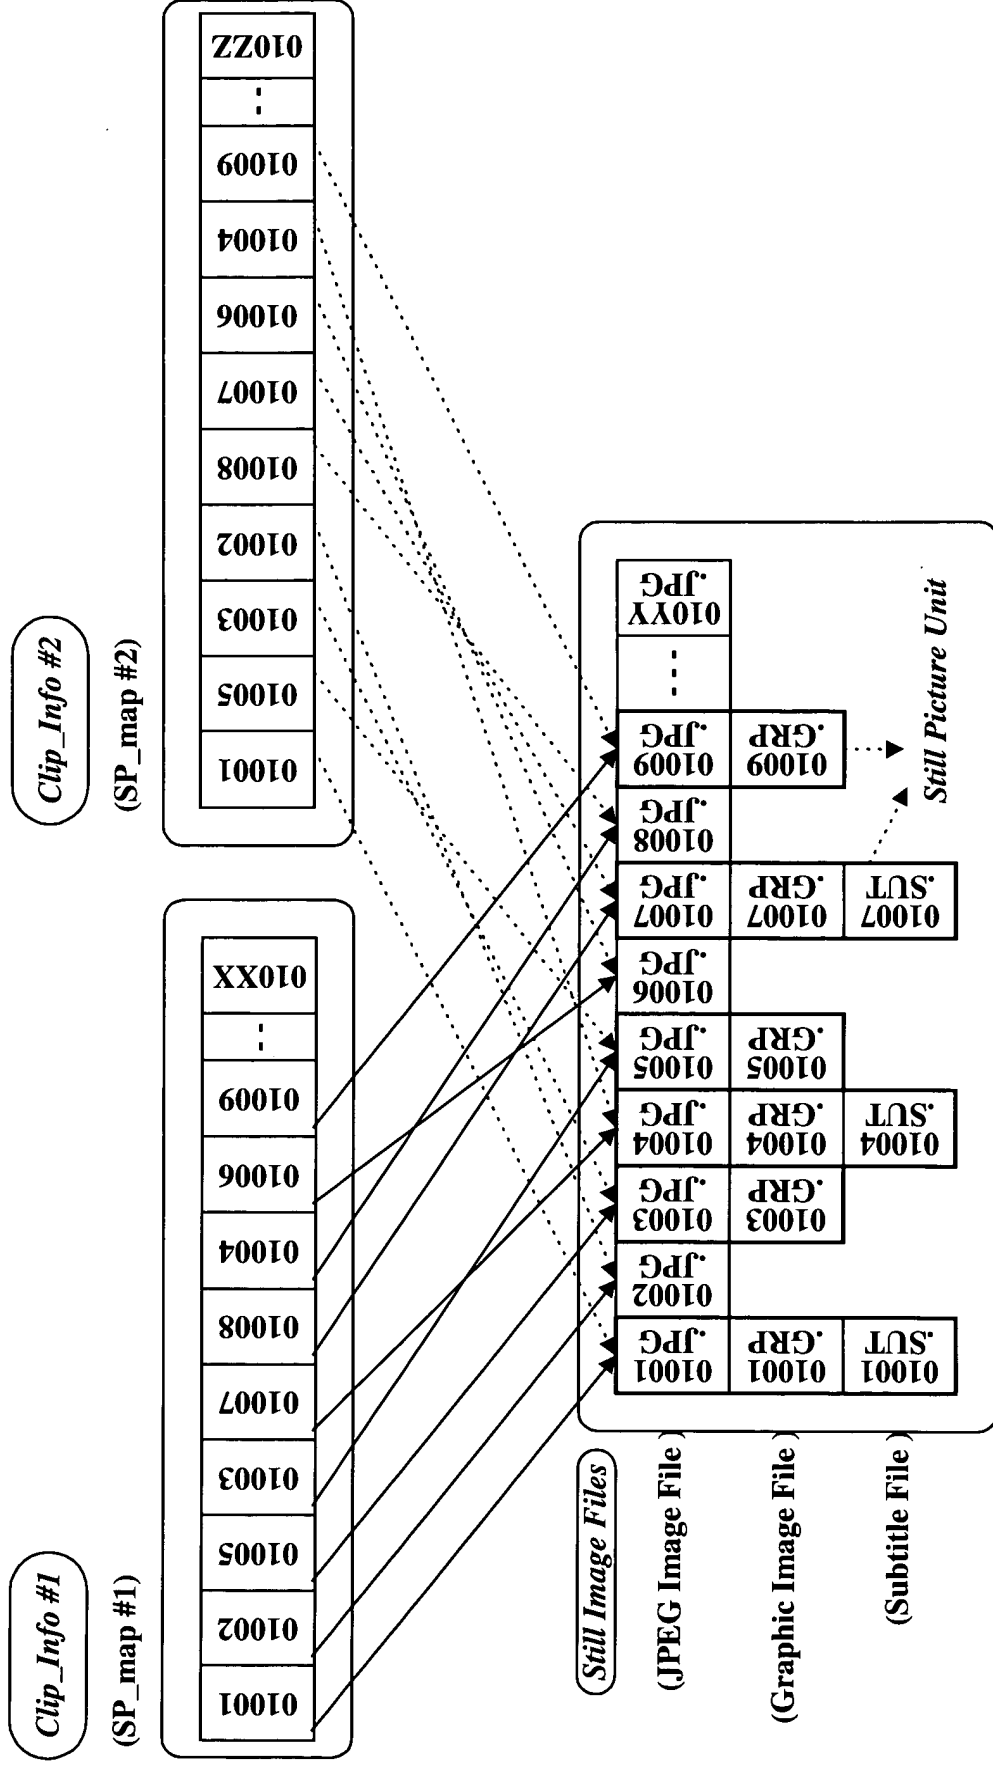 Clip_Info #1
(SP_map #1)
01001
01002
01005
01003
01007
01008
01004
01006
01009
...
010XX
Clip_Info #2
(SP_map #2)
01001
01005
01003
01002
01008
01007
01006
01004
01009
...
010ZZ
Still Image Files
(JPEG Image File)
01001
.JPG
01002
.JPG
01003
.JPG
01004
.JPG
01005
.JPG
01006
.JPG
01007
.JPG
01008
.JPG
01009
.JPG
....
010YY
.JPG
(Graphic Image File)
01001
.GRP
01003
.GRP
01004
.GRP
01005
.GRP
01007
.GRP
01009
.GRP
(Subtitle File)
01001
.SUT
01004
.SUT
01007
.SUT
Still Picture Unit